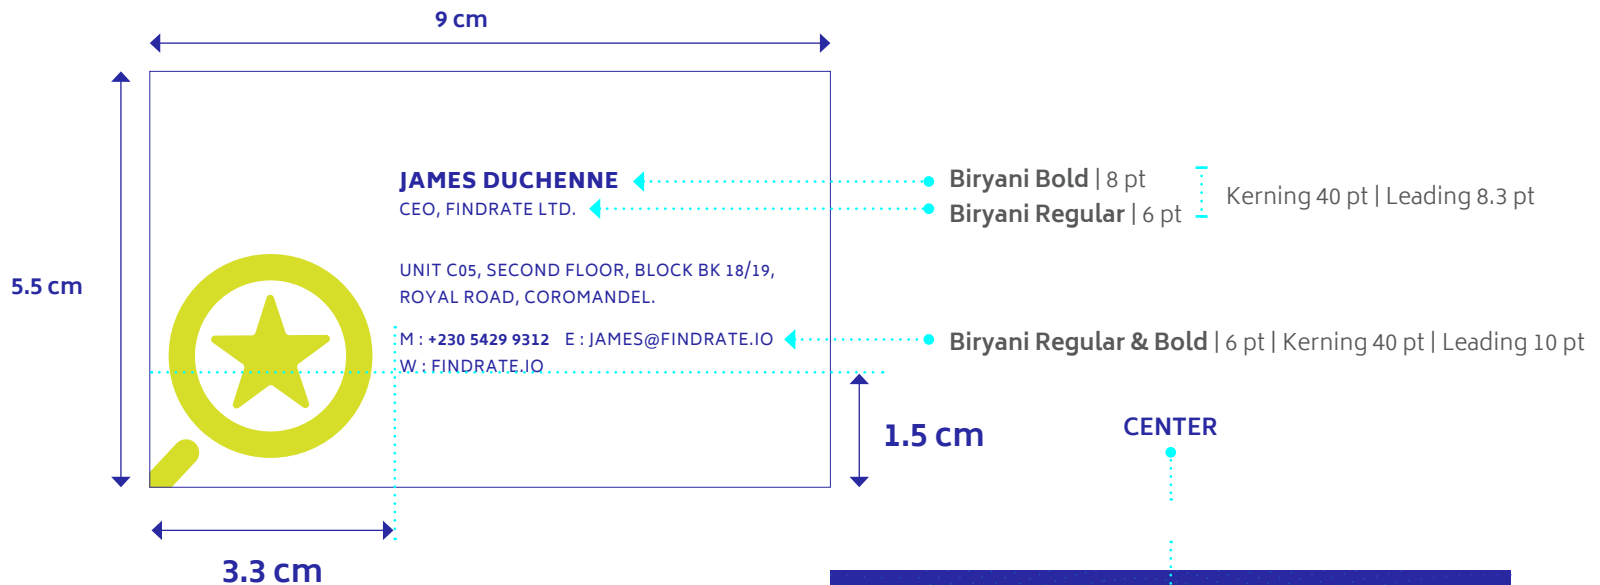 9 cm
JAMES DUCHENNE
Biryani Bold | 8 pt
CEO, FINDRATE LTD.
Biryani Regular | 6 pt
Kerning 40 pt | Leading 8.3 pt
5.5 cm
UNIT C05, SECOND FLOOR, BLOCK BK 18/19,
ROYAL ROAD, COROMANDEL.
M : +230 5429 9312 E : JAMES@FINDRATE.IO
Biryani Regular & Bold | 6 pt | Kerning 40 pt | Leading 10 pt
W : FINDRATE.IO
1.5 cm
CENTER
3.3 cm